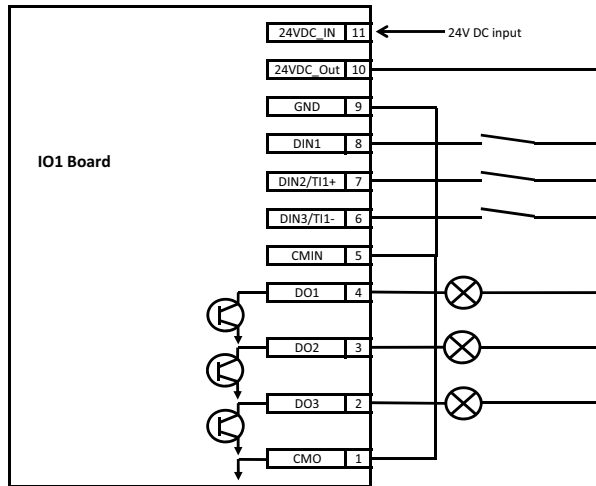 24VDC_IN 11 24V DC input
24VDC_Out 10
GND 9
DIN1 8
IO1 Board
DIN2/TI1+ 7
DIN3/TI1- 6
CMIN 5
DO1 4
DO2 3
DO3 2
CMO 1